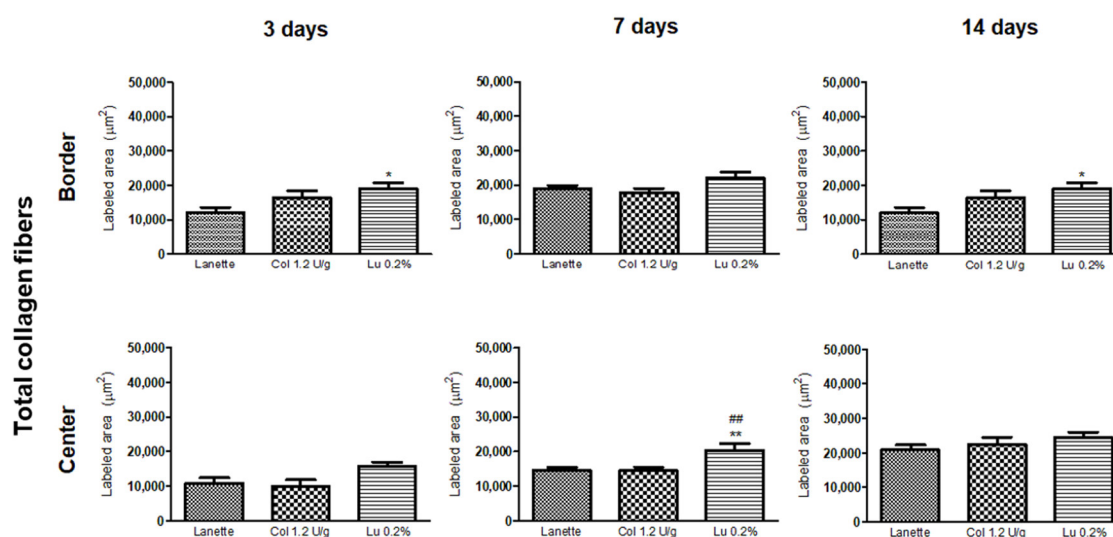 3 days
7 days
14 days
Total collagen fibers
Border
Labeled area (μm²)
50,000
40,000
30,000
20,000
10,000
0
*
Lanette
Col 1.2 U/g
Lu 0.2%
Labeled area (μm²)
50,000
40,000
30,000
20,000
10,000
0
Lanette
Col 1.2 U/g
Lu 0.2%
Labeled area (μm²)
50,000
40,000
30,000
20,000
10,000
0
*
Lanette
Col 1.2 U/g
Lu 0.2%
Center
Labeled area (μm²)
50,000
40,000
30,000
20,000
10,000
0
Lanette
Col 1.2 U/g
Lu 0.2%
Labeled area (μm²)
50,000
40,000
30,000
20,000
10,000
0
##
**
Lanette
Col 1.2 U/g
Lu 0.2%
Labeled area (μm²)
50,000
40,000
30,000
20,000
10,000
0
Lanette
Col 1.2 U/g
Lu 0.2%